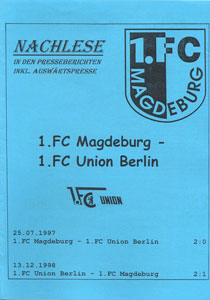 NACHLESE
IN DEN PRESSEBERICHTEN
INKL. AUSWÄRTSPRESSE
1.FC
MAGDEBURG
1.FC Magdeburg -
1.FC Union Berlin
1.FC UNION
25.07.1997
1.FC Magdeburg - 1.FC Union Berlin 2:0
13.12.1998
1.FC Union Berlin - 1.FC Magdeburg 2:1